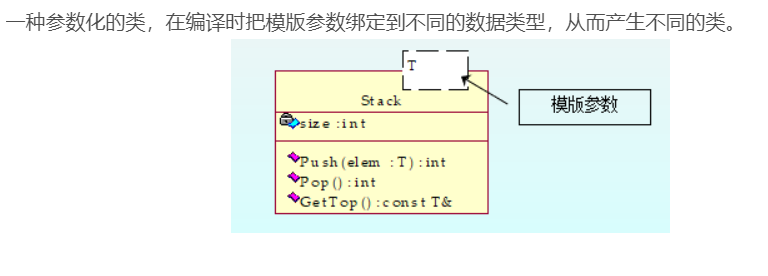 一种参数化的类，在编译时把模版参数绑定到不同的数据类型，从而产生不同的类。
T
Stack
模版参数
size :int
Push(elem :T):int
Pop():int
GetTop():const T&